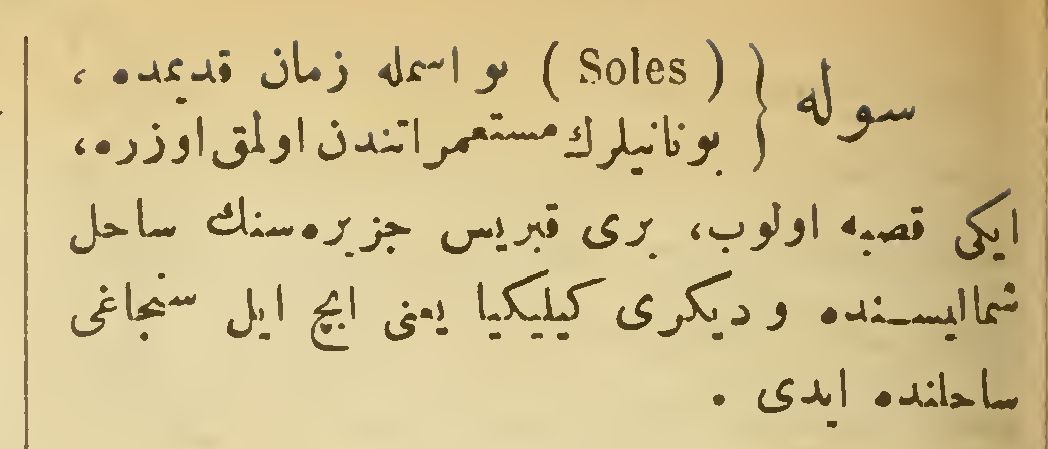 سوله { ( Soles ) بو اسمله زمان قدیمده ،
یونانیلرك مستعمراتندن اولمق اوزره،
ایکی قصبه اولوب، بری قبریس جزیره‌سنك ساحل
شمالیسنده و دیکری کیلیکیا یعنی ایچ ایل سنجاغی
ساحلنده ایدی .